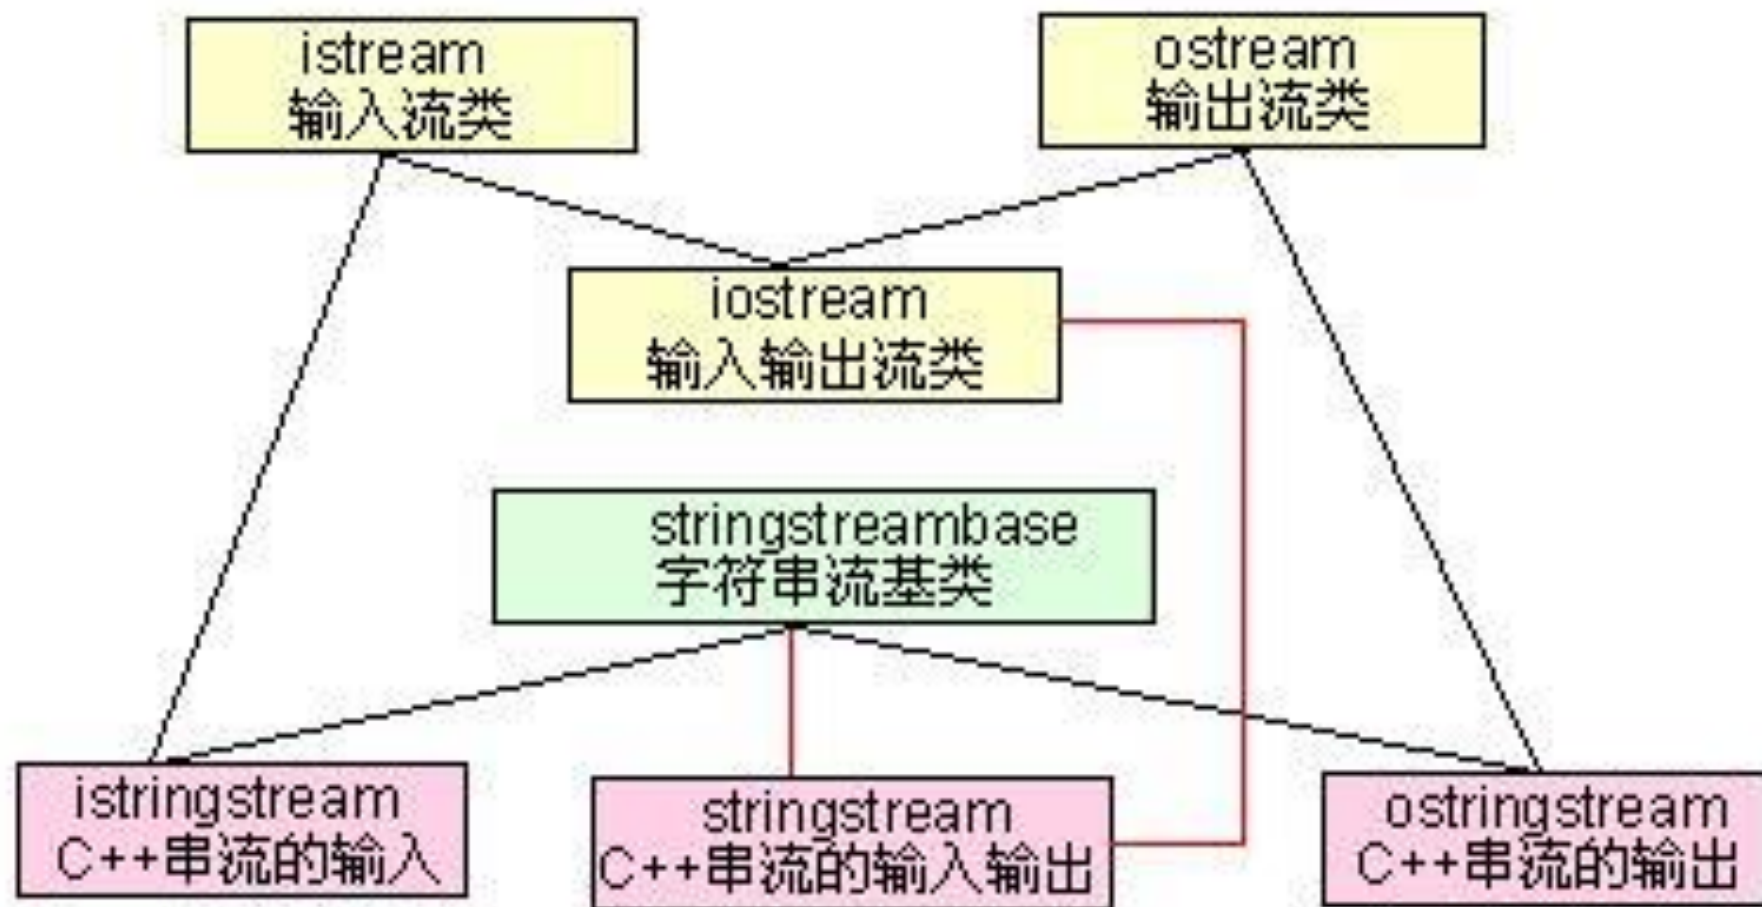 istream
输入流类
ostream
输出流类
iostream
输入输出流类
stringstreambase
字符串流基类
istringstream
C++串流的输入
stringstream
C++串流的输入输出
ostringstream
C++串流的输出